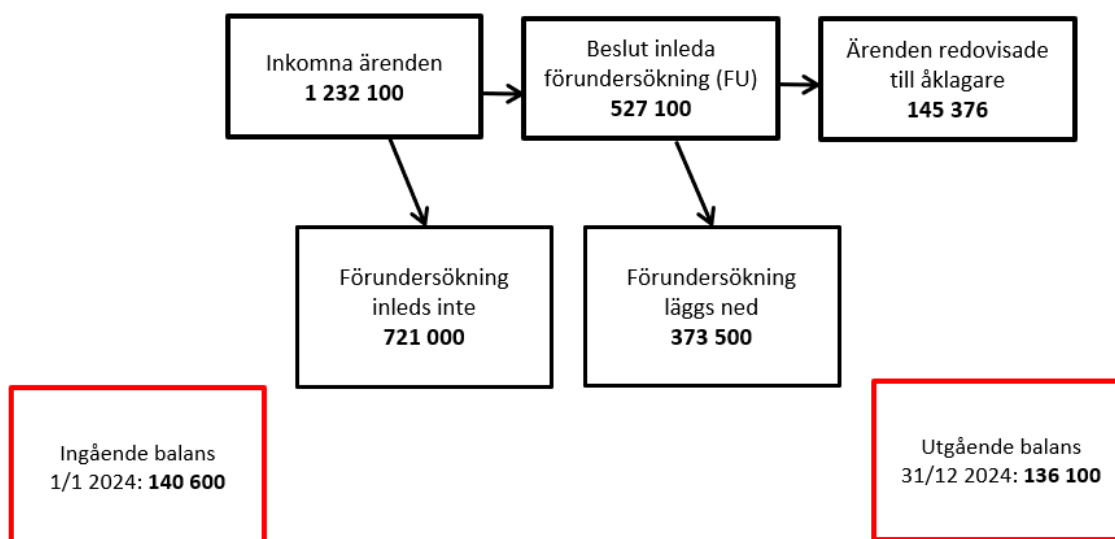 Inkomna ärenden
1 232 100
Beslut inleda
förundersökning (FU)
527 100
Ärenden redovisade
till åklagare
145 376
Förundersökning
inleds inte
721 000
Förundersökning
läggs ned
373 500
Ingående balans
1/1 2024: 140 600
Utgående balans
31/12 2024: 136 100